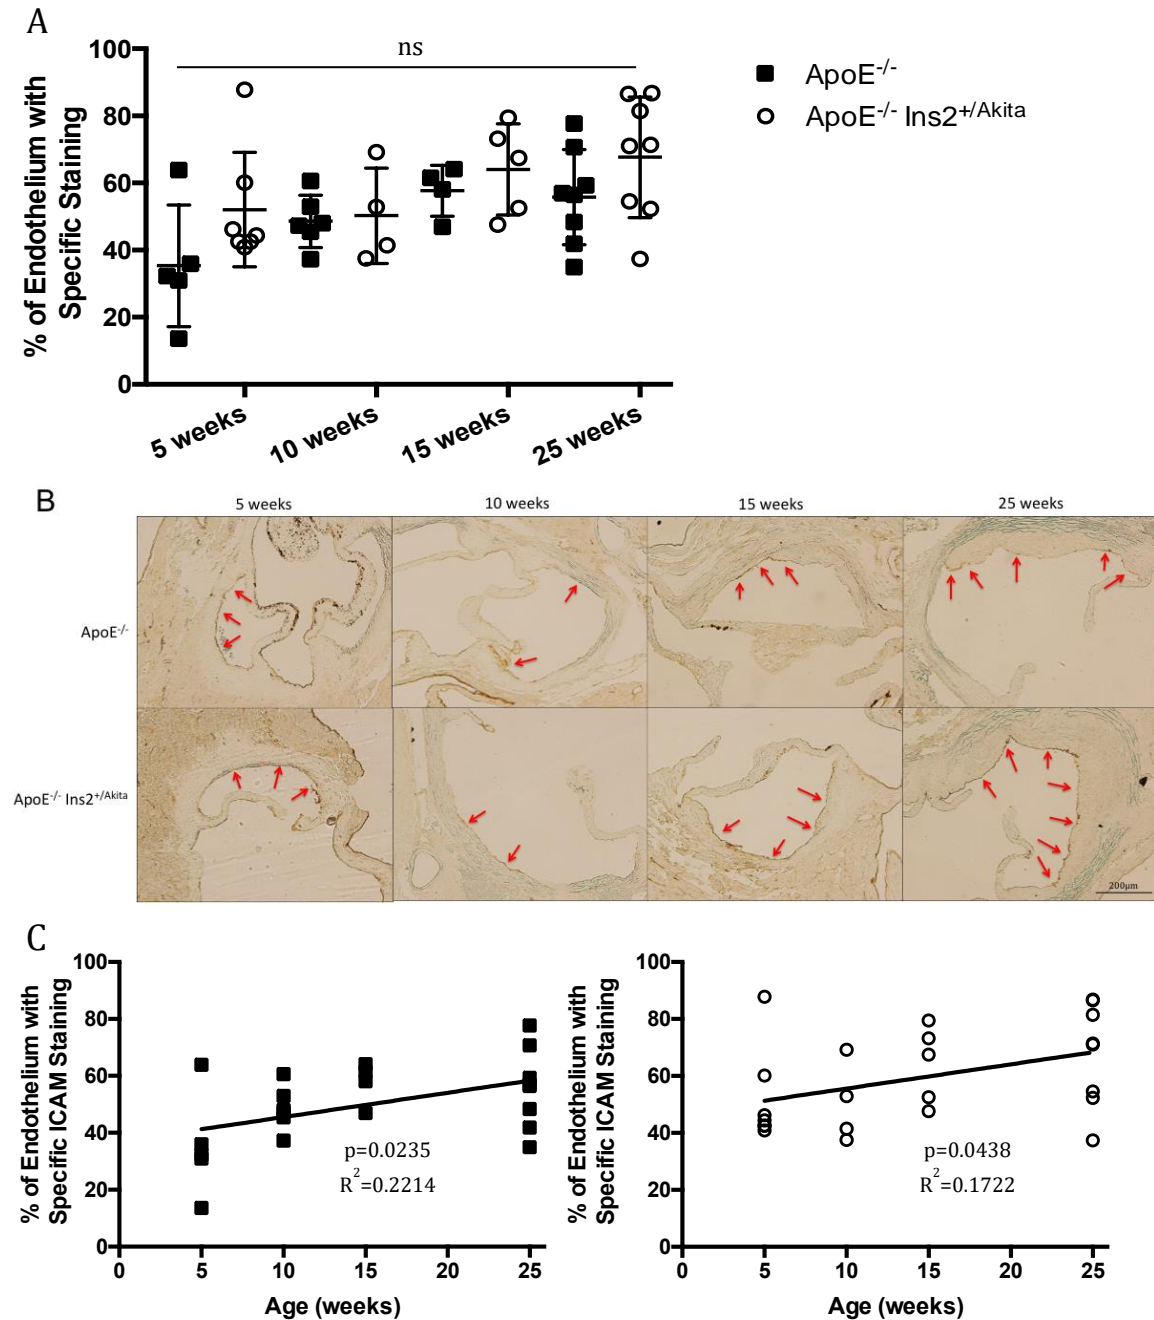 A
ns
% of Endothelium with
Specific Staining
100
80
60
40
20
0
5 weeks
10 weeks
15 weeks
25 weeks
ApoE-/-
ApoE-/- Ins2+/Akita
B
5 weeks
10 weeks
15 weeks
25 weeks
ApoE-/-
ApoE-/- Ins2+/Akita
200μm
C
% of Endothelium with
Specific ICAM Staining
100
80
60
40
20
0
p=0.0235
R2=0.2214
0
5
10
15
20
25
Age (weeks)
% of Endothelium with
Specific ICAM Staining
100
80
60
40
20
0
p=0.0438
R2=0.1722
0
5
10
15
20
25
Age (weeks)